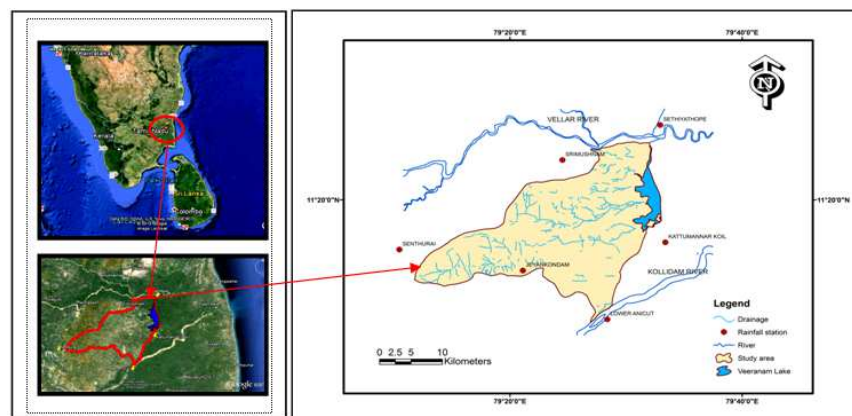 Tamil Nadu
Kerala
Sri Lanka
Colombo
Google
79°20'0"E
79°40'0"E
N
VELLAR RIVER
SETHIYATHOPE
SRIMUSHNAM
11°20'0"N
11°20'0"N
SENTHURAI
KATTUMANNAR KOIL
JEYANKONDAM
KOLLIDAM RIVER
LOWER ANICUT
Legend
Drainage
Rainfall station
River
Study area
Veeranam Lake
0 2.5 5 10
Kilometers
79°20'0"E
79°40'0"E